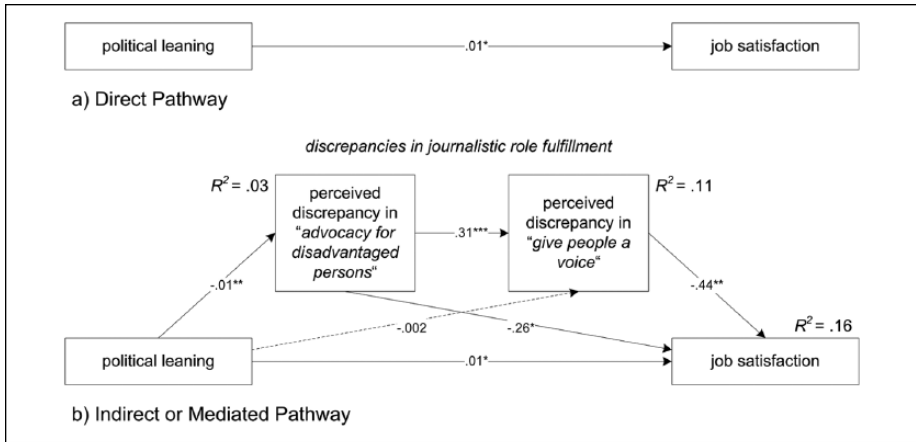 political leaning
.01*
job satisfaction
a) Direct Pathway
discrepancies in journalistic role fulfillment
R² = .03
perceived
discrepancy in
“advocacy for
disadvantaged
persons“
.31***
perceived
discrepancy in
“give people a
voice“
R² = .11
-.01**
-.002
-.26*
-.44**
R² = .16
political leaning
.01*
job satisfaction
b) Indirect or Mediated Pathway